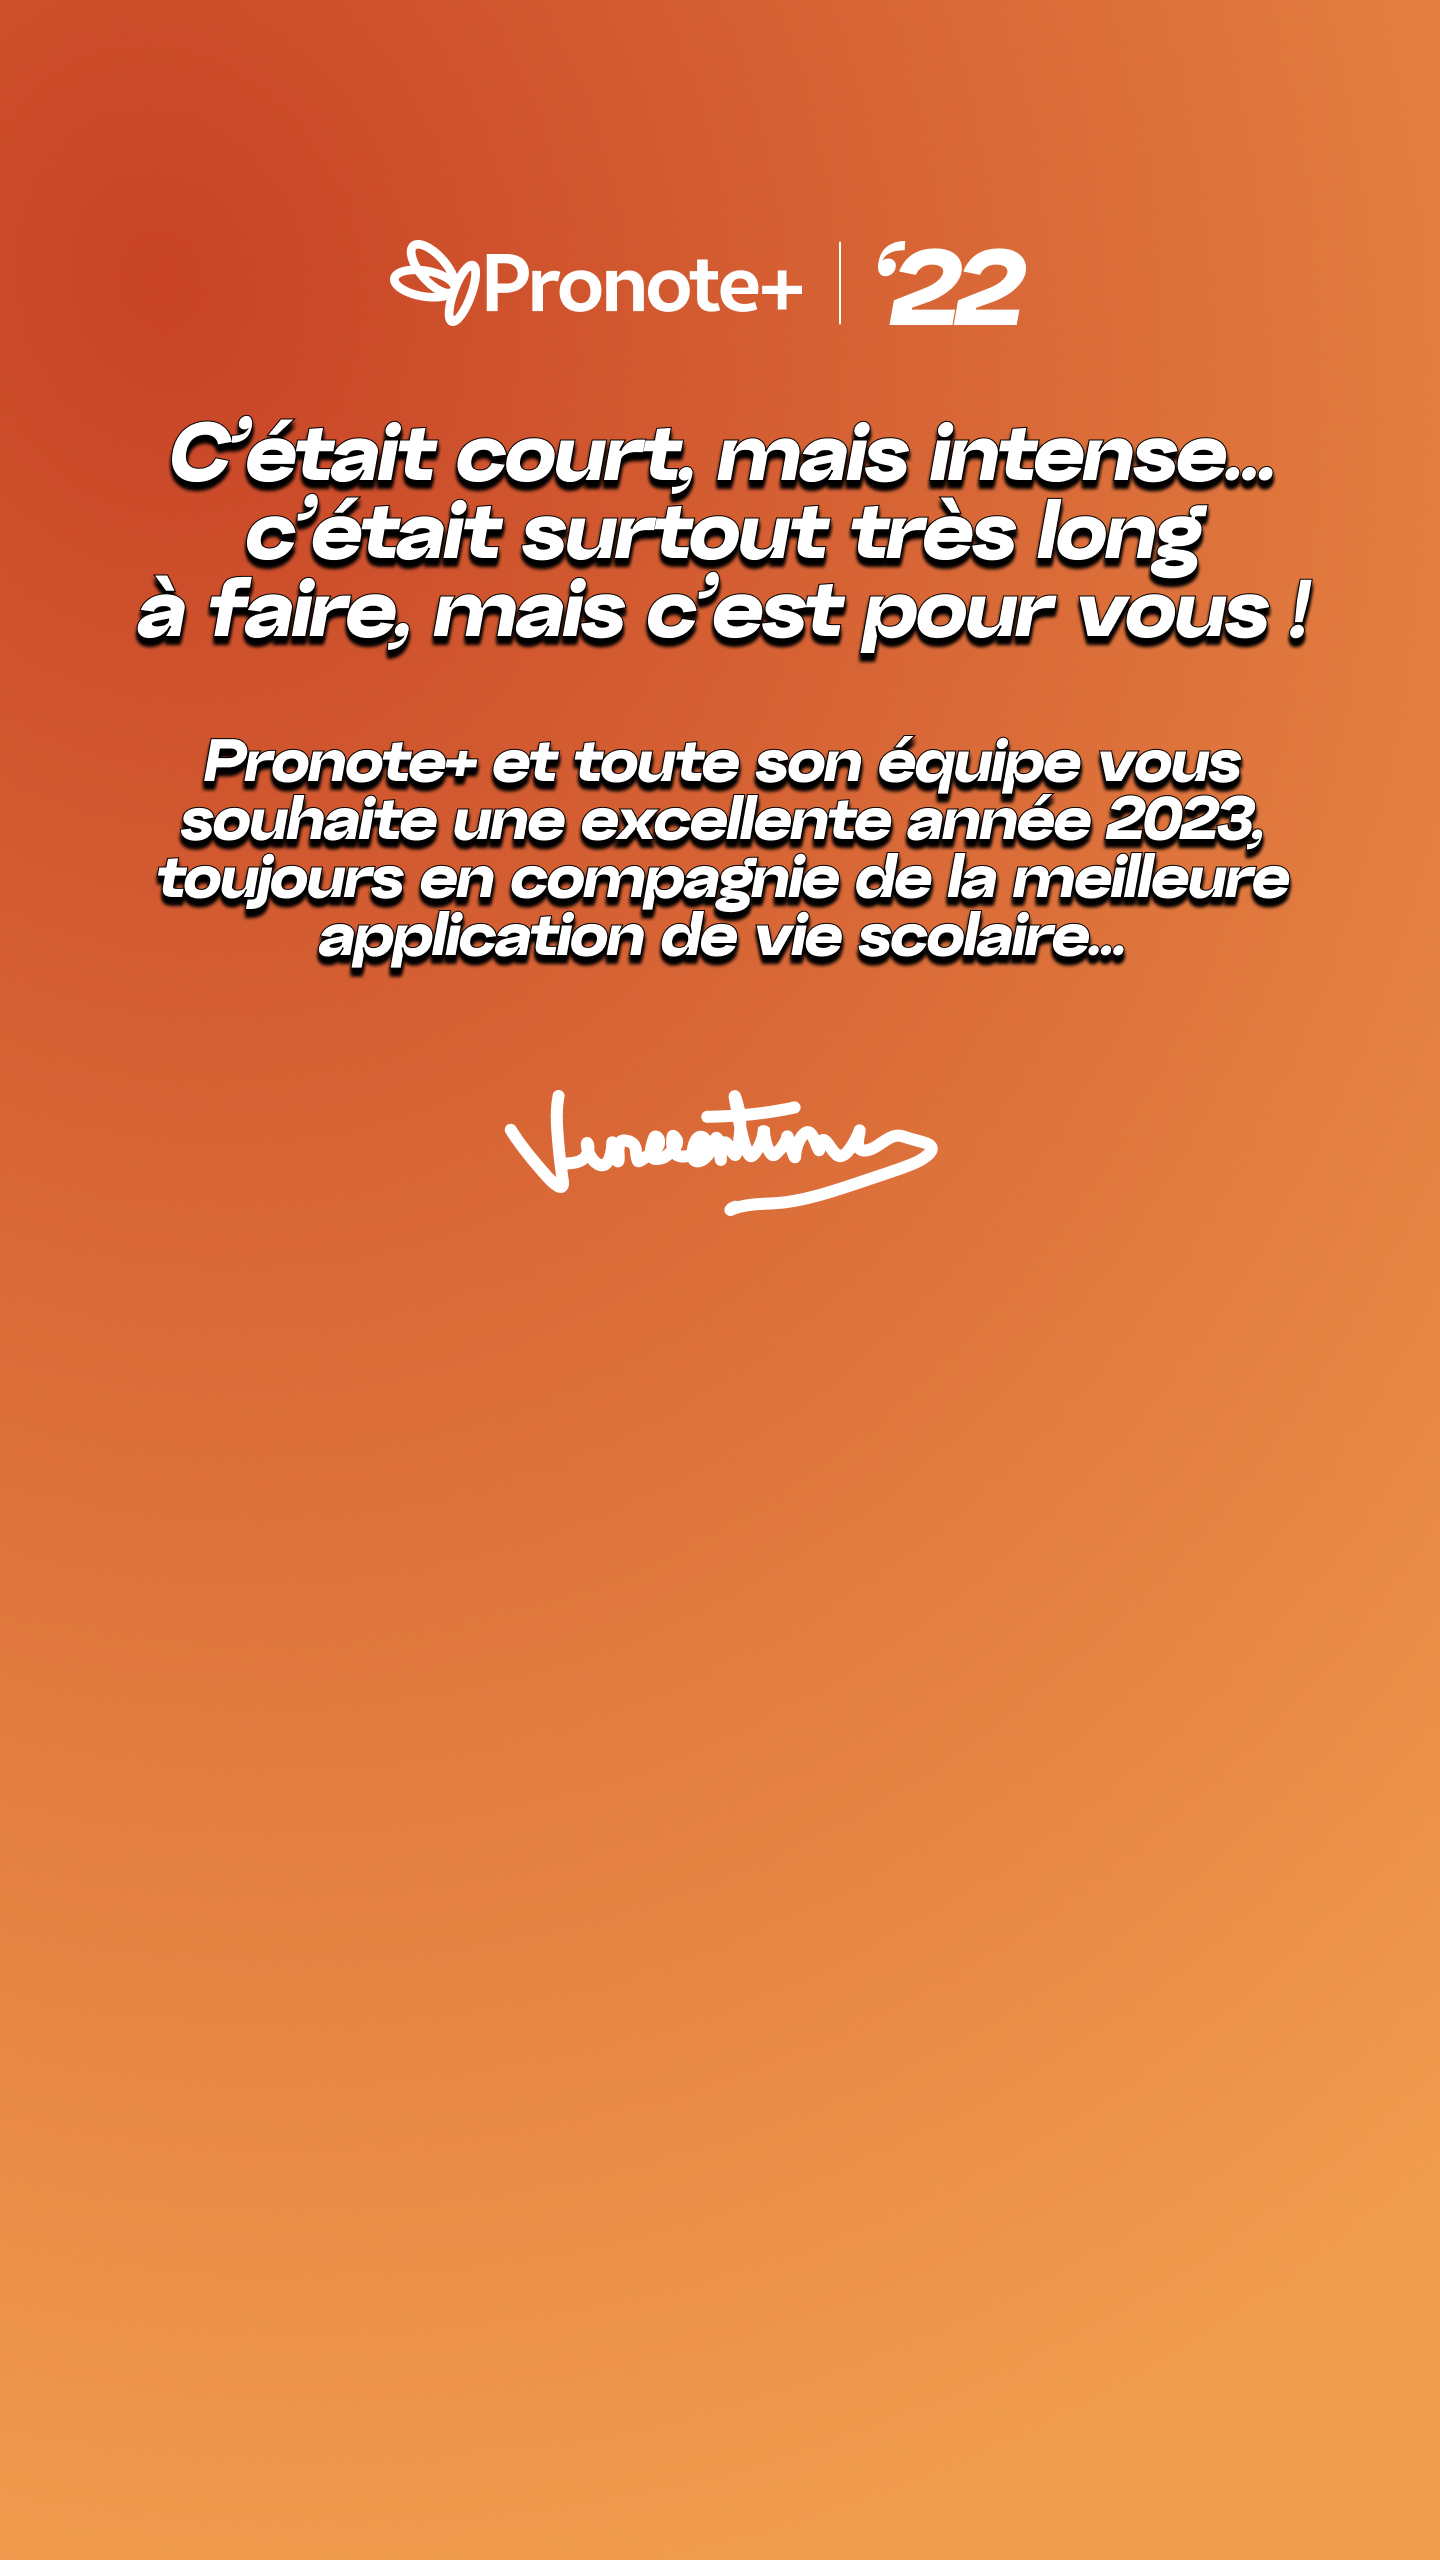 Pronote+ ‘22
C’était court, mais intense...
c’était surtout très long
à faire, mais c’est pour vous !
Pronote+ et toute son équipe vous
souhaite une excellente année 2023,
toujours en compagnie de la meilleure
application de vie scolaire...